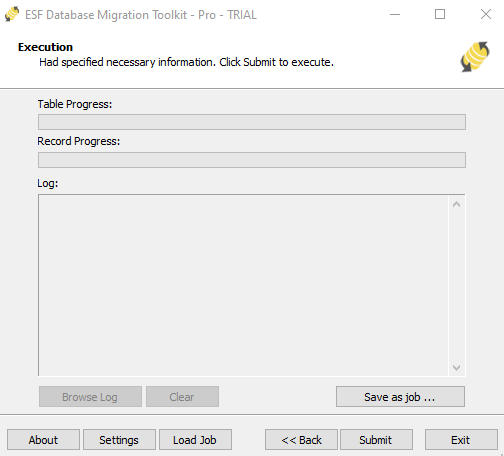 ESF Database Migration Toolkit - Pro - TRIAL
Execution
Had specified necessary information. Click Submit to execute.
Table Progress:
Record Progress:
Log:
Browse Log Clear Save as job ...
About Settings Load Job << Back Submit Exit